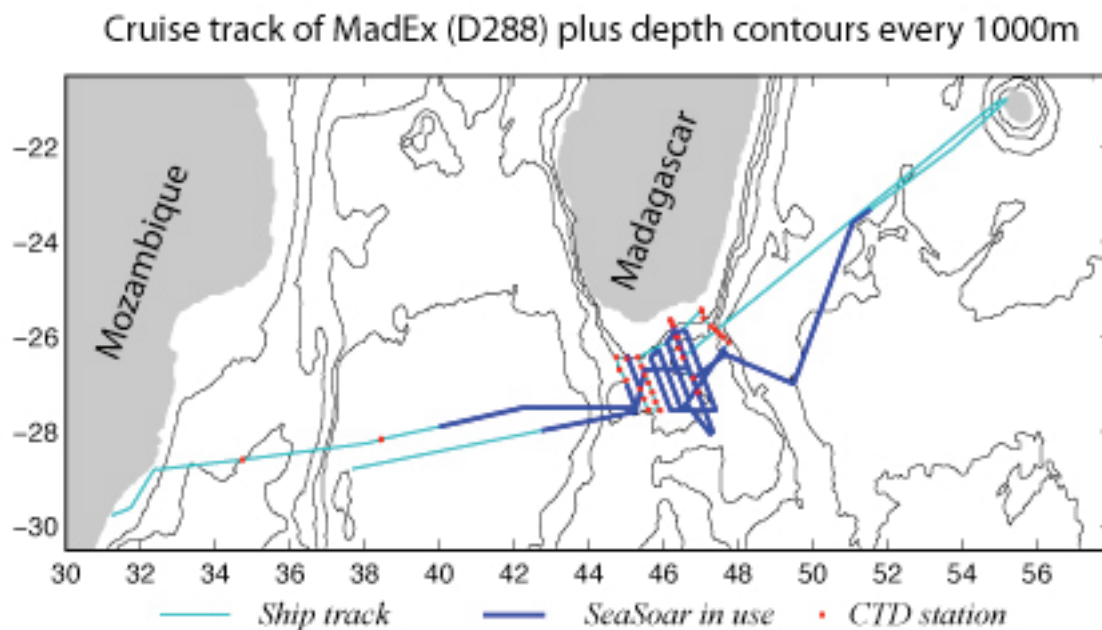 Cruise track of MadEx (D288) plus depth contours every 1000m
−22
−24
−26
−28
−30
Mozambique
Madagascar
30 32 34 36 38 40 42 44 46 48 50 52 54 56
Ship track SeaSoar in use CTD station